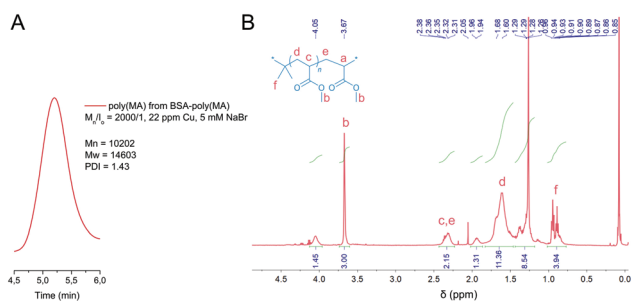 A
poly(MA) from BSA-poly(MA)
Mn/Io = 2000/1, 22 ppm Cu, 5 mM NaBr
Mn = 10202
Mw = 14603
PDI = 1.43
4,5 5,0 5,5 6,0
Time (min)
B
4.05 3.67 2.38 2.36 2.35 2.32 2.31 2.05 1.96 1.94 1.68 1.60 1.29 1.29 1.28 0.94 0.93 0.91 0.90 0.89 0.87 0.86 0.85
* d e *
c a
n
f
O O O O
b b
b
c,e
d
f
1.45 3.00 2.15 1.31 11.36 8.54 3.94
4.5 4.0 3.5 3.0 2.5 2.0 1.5 1.0 0.5 0.0
δ (ppm)